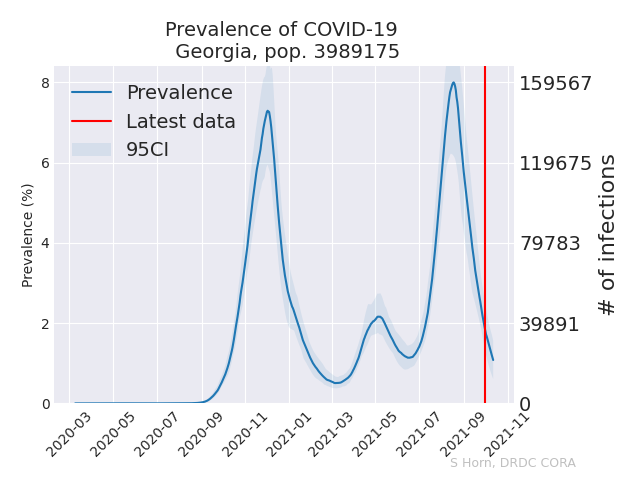 Prevalence of COVID-19
Georgia, pop. 3989175
Prevalence
Latest data
95CI
Prevalence (%)
8
6
4
2
0
159567
119675
79783
39891
0
# of infections
2020-03
2020-05
2020-07
2020-09
2020-11
2021-01
2021-03
2021-05
2021-07
2021-09
2021-11
S Horn, DRDC CORA